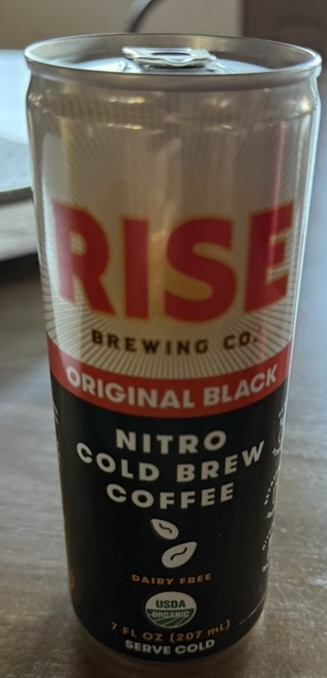 RISE
BREWING CO.
ORIGINAL BLACK
NITRO
COLD BREW
COFFEE
DAIRY FREE
USDA
ORGANIC
7 FL OZ (207 mL)
SERVE COLD